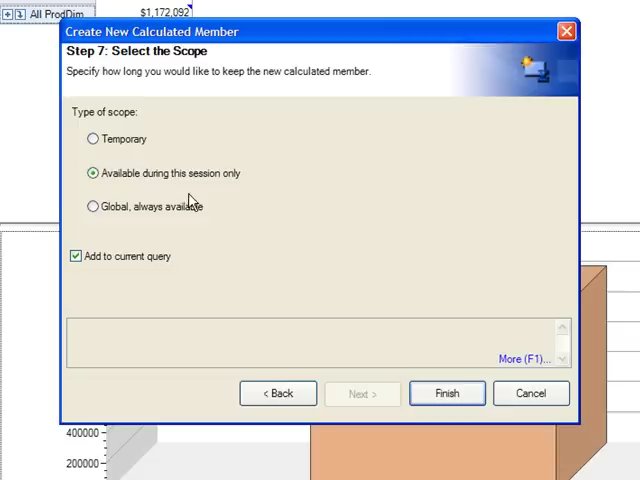 All ProdDim $1,172,092
Create New Calculated Member
Step 7: Select the Scope
Specify how long you would like to keep the new calculated member.
Type of scope:
Temporary
Available during this session only
Global, always available
Add to current query
More (F1)...
< Back Next > Finish Cancel
400000
200000